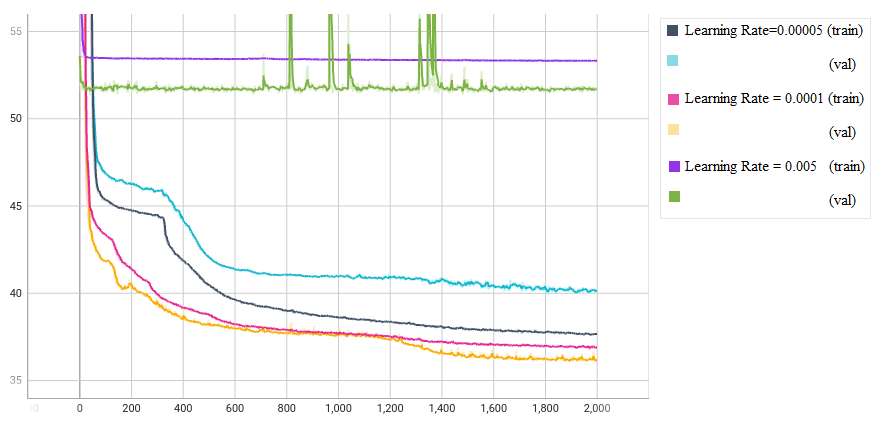 55
50
45
40
35
0 200 400 600 800 1,000 1,200 1,400 1,600 1,800 2,000
Learning Rate=0.00005 (train)
(val)
Learning Rate = 0.0001 (train)
(val)
Learning Rate = 0.005 (train)
(val)